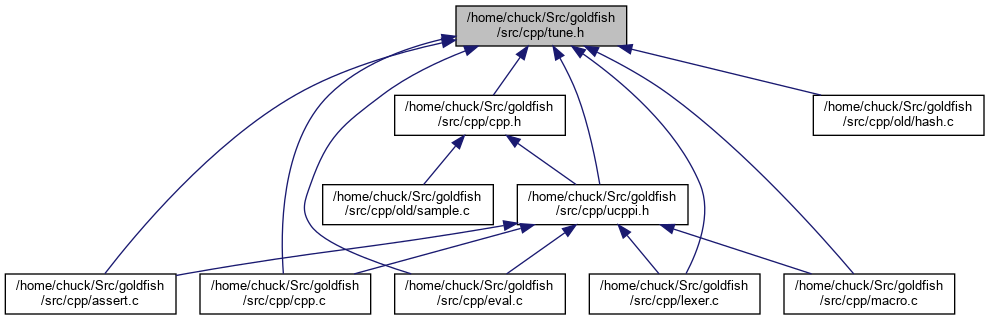 /home/chuck/Src/goldfish
/src/cpp/tune.h
/home/chuck/Src/goldfish
/src/cpp/cpp.h
/home/chuck/Src/goldfish
/src/cpp/old/hash.c
/home/chuck/Src/goldfish
/src/cpp/old/sample.c
/home/chuck/Src/goldfish
/src/cpp/ucppi.h
/home/chuck/Src/goldfish
/src/cpp/assert.c
/home/chuck/Src/goldfish
/src/cpp/cpp.c
/home/chuck/Src/goldfish
/src/cpp/eval.c
/home/chuck/Src/goldfish
/src/cpp/lexer.c
/home/chuck/Src/goldfish
/src/cpp/macro.c